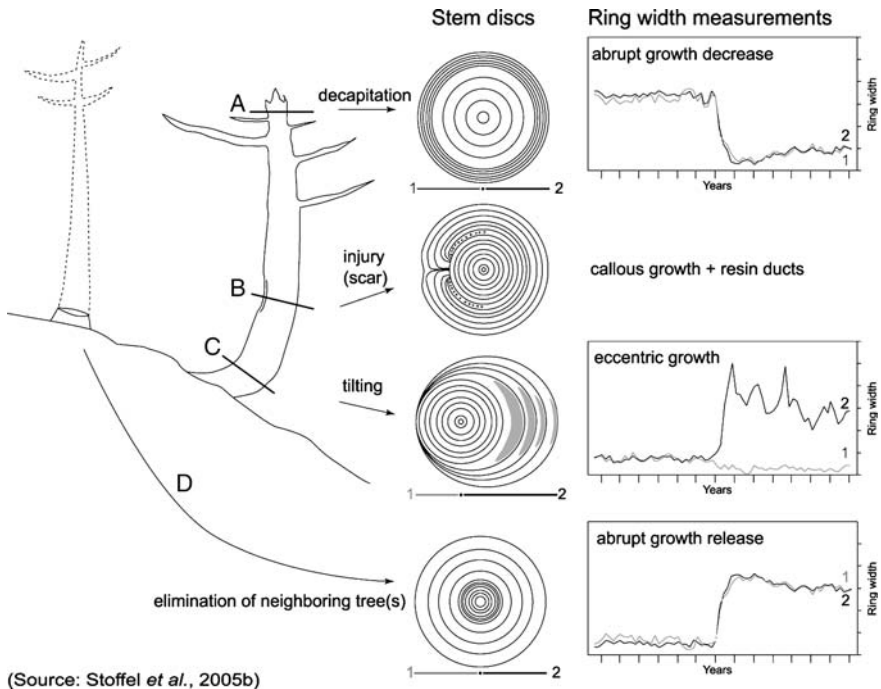 Stem discs
Ring width measurements
A
decapitation
1
2
abrupt growth decrease
2
1
Years
Ring width
B
injury
(scar)
callous growth + resin ducts
C
tilting
1
2
eccentric growth
2
1
Years
Ring width
D
elimination of neighboring tree(s)
1
2
abrupt growth release
1
2
Years
Ring width
(Source: Stoffel et al., 2005b)